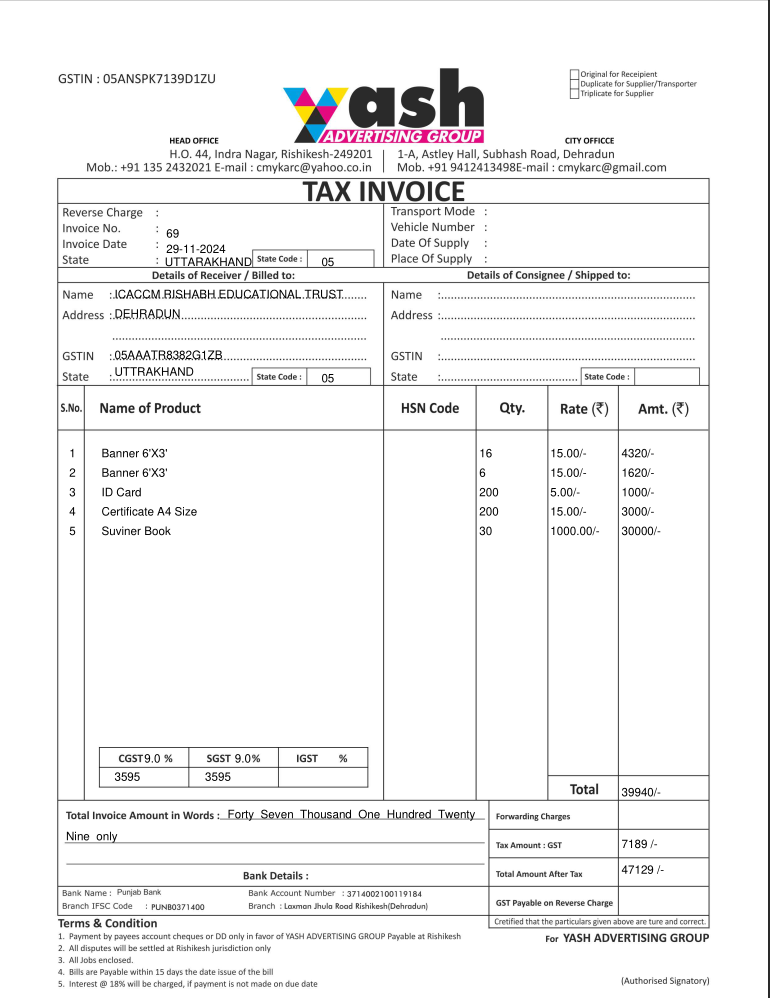 GSTIN : 05ANSPK7139D1ZU
Original for Receipient
Duplicate for Supplier/Transporter
Triplicate for Supplier
yash
ADVERTISING GROUP
HEAD OFFICE
CITY OFFICCE
H.O. 44, Indra Nagar, Rishikesh-249201 | 1-A, Astley Hall, Subhash Road, Dehradun
Mob.: +91 135 2432021 E-mail : cmykarc@yahoo.co.in | Mob. +91 9412413498E-mail : cmykarc@gmail.com
TAX INVOICE
Reverse Charge :
Invoice No. : 69
Invoice Date : 29-11-2024
State : UTTARAKHAND State Code : 05
Transport Mode :
Vehicle Number :
Date Of Supply :
Place Of Supply :
Details of Receiver / Billed to:
Name : ICACCM RISHABH EDUCATIONAL TRUST
Address : DEHRADUN
GSTIN : 05AAATR8382G1ZB
State : UTTRAKHAND State Code : 05
Details of Consignee / Shipped to:
Name :
Address :
GSTIN :
State : State Code :
S.No. Name of Product HSN Code Qty. Rate (₹) Amt. (₹)
1 Banner 6'X3' 16 15.00/- 4320/-
2 Banner 6'X3' 6 15.00/- 1620/-
3 ID Card 200 5.00/- 1000/-
4 Certificate A4 Size 200 15.00/- 3000/-
5 Suviner Book 30 1000.00/- 30000/-
CGST 9.0 % SGST 9.0% IGST %
3595 3595
Total 39940/-
Total Invoice Amount in Words : Forty Seven Thousand One Hundred Twenty
Nine only
Forwarding Charges
Tax Amount : GST 7189 /-
Total Amount After Tax 47129 /-
GST Payable on Reverse Charge
Bank Details :
Bank Name : Punjab Bank Bank Account Number : 3714002100119184
Branch IFSC Code : PUNB0371400 Branch : Laxman Jhula Road Rishikesh(Dehradun)
Cretified that the particulars given above are ture and correct.
Terms & Condition
1. Payment by payees account cheques or DD only in favor of YASH ADVERTISING GROUP Payable at Rishikesh
2. All disputes will be settled at Rishikesh jurisdiction only
3. All Jobs enclosed.
4. Bills are Payable within 15 days the date issue of the bill
5. Interest @ 18% will be charged, if payment is not made on due date
For YASH ADVERTISING GROUP
(Authorised Signatory)